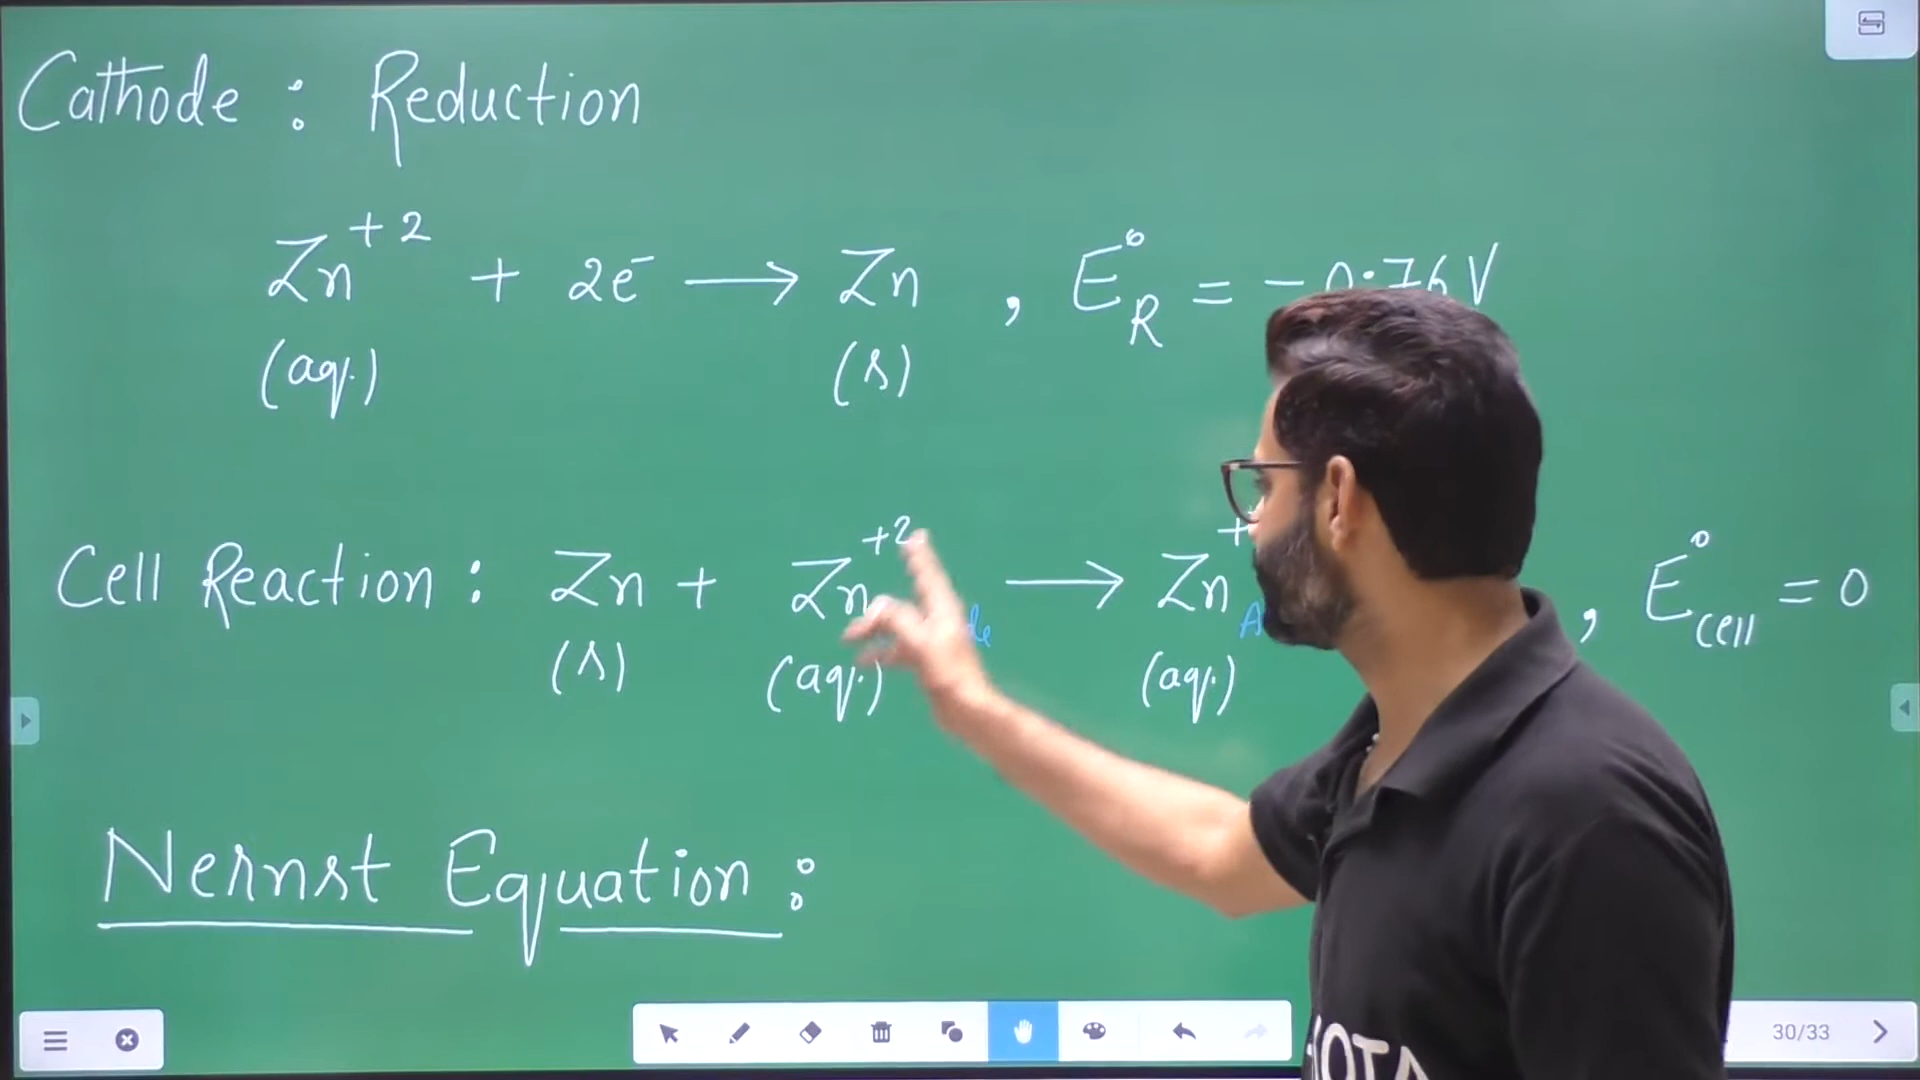 Cathode : Reduction
Zn⁺² + 2e⁻ → Zn , E°R = −0.76V
(aq.) (s)
Cell Reaction : Zn + Zn⁺² → Zn , E°cell = 0
(s) (aq.) (aq.)
Nernst Equation :
30/33